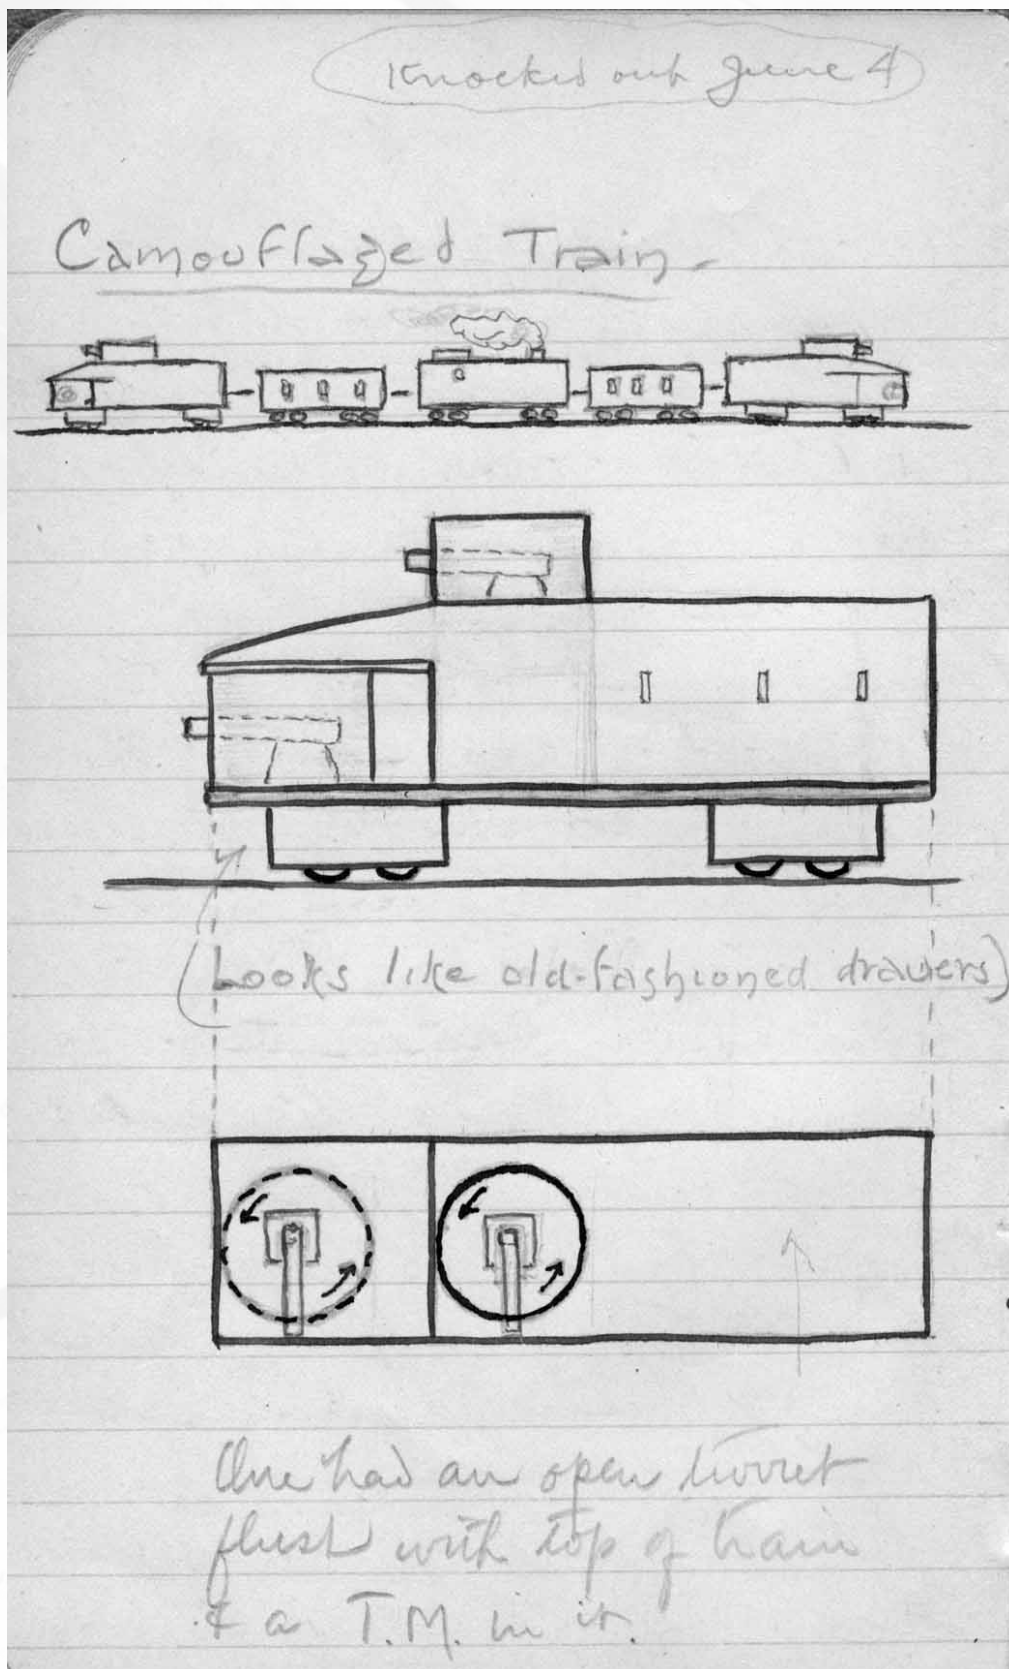 Knocked out June 4
Camouflazed Train.
(Looks like old-fashioned drawers)
One had an open turret
flush with top of train
& a T.M. in it.